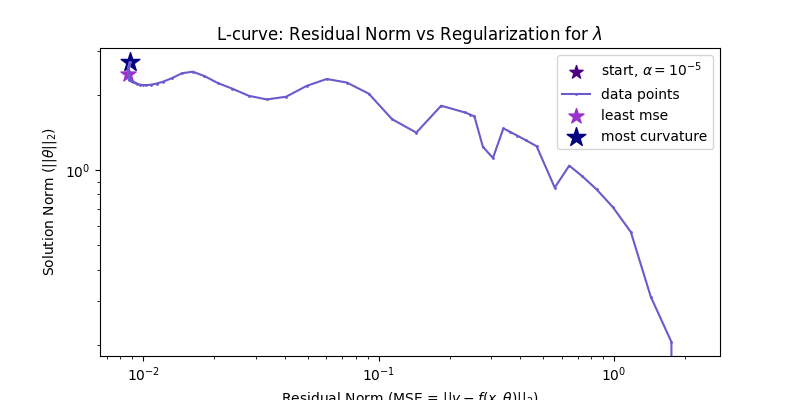 L-curve: Residual Norm vs Regularization for λ
start, α = 10⁻⁵
data points
least mse
most curvature
Solution Norm (||θ||₂)
10⁰
10⁻² 10⁻¹ 10⁰
Residual Norm (MSE = ||y − f(x, θ)||₂)